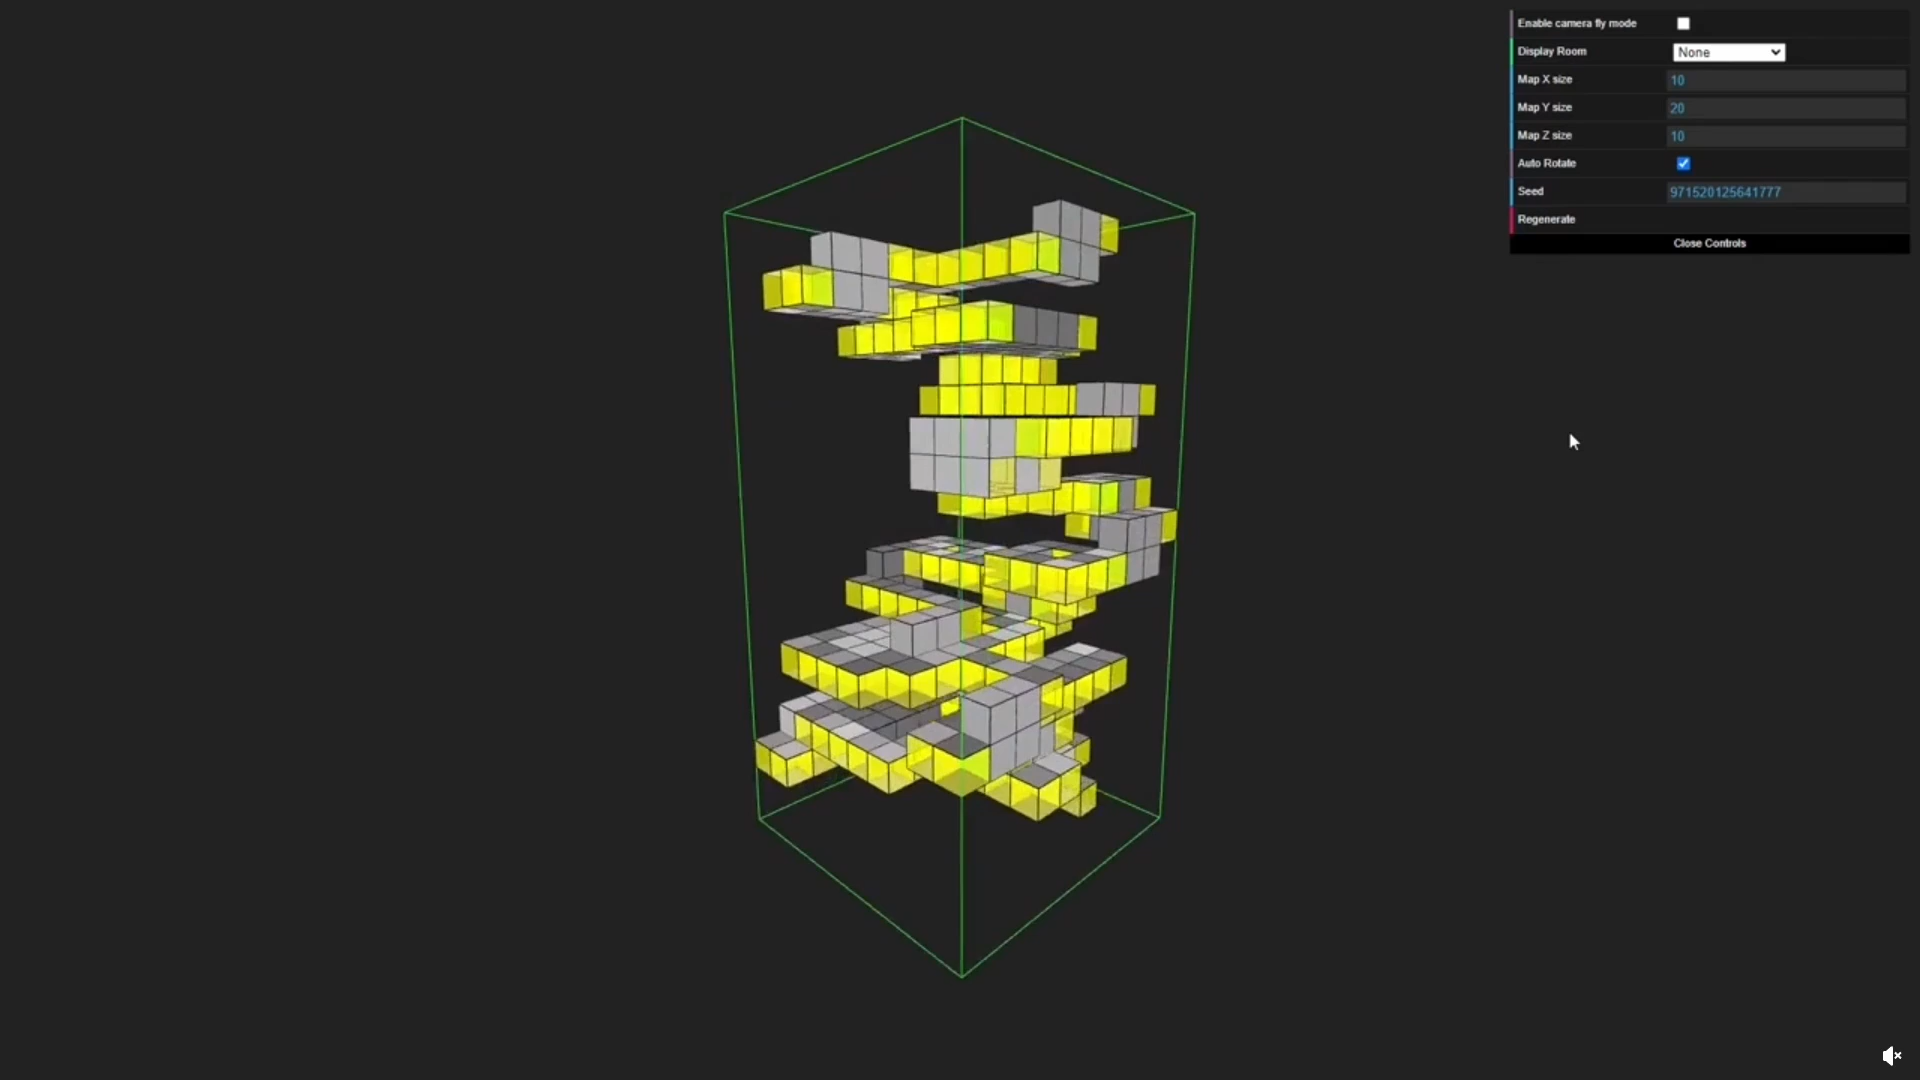 Enable camera fly mode
Display Room None
Map X size 10
Map Y size 20
Map Z size 10
Auto Rotate
Seed 971520125641777
Regenerate
Close Controls